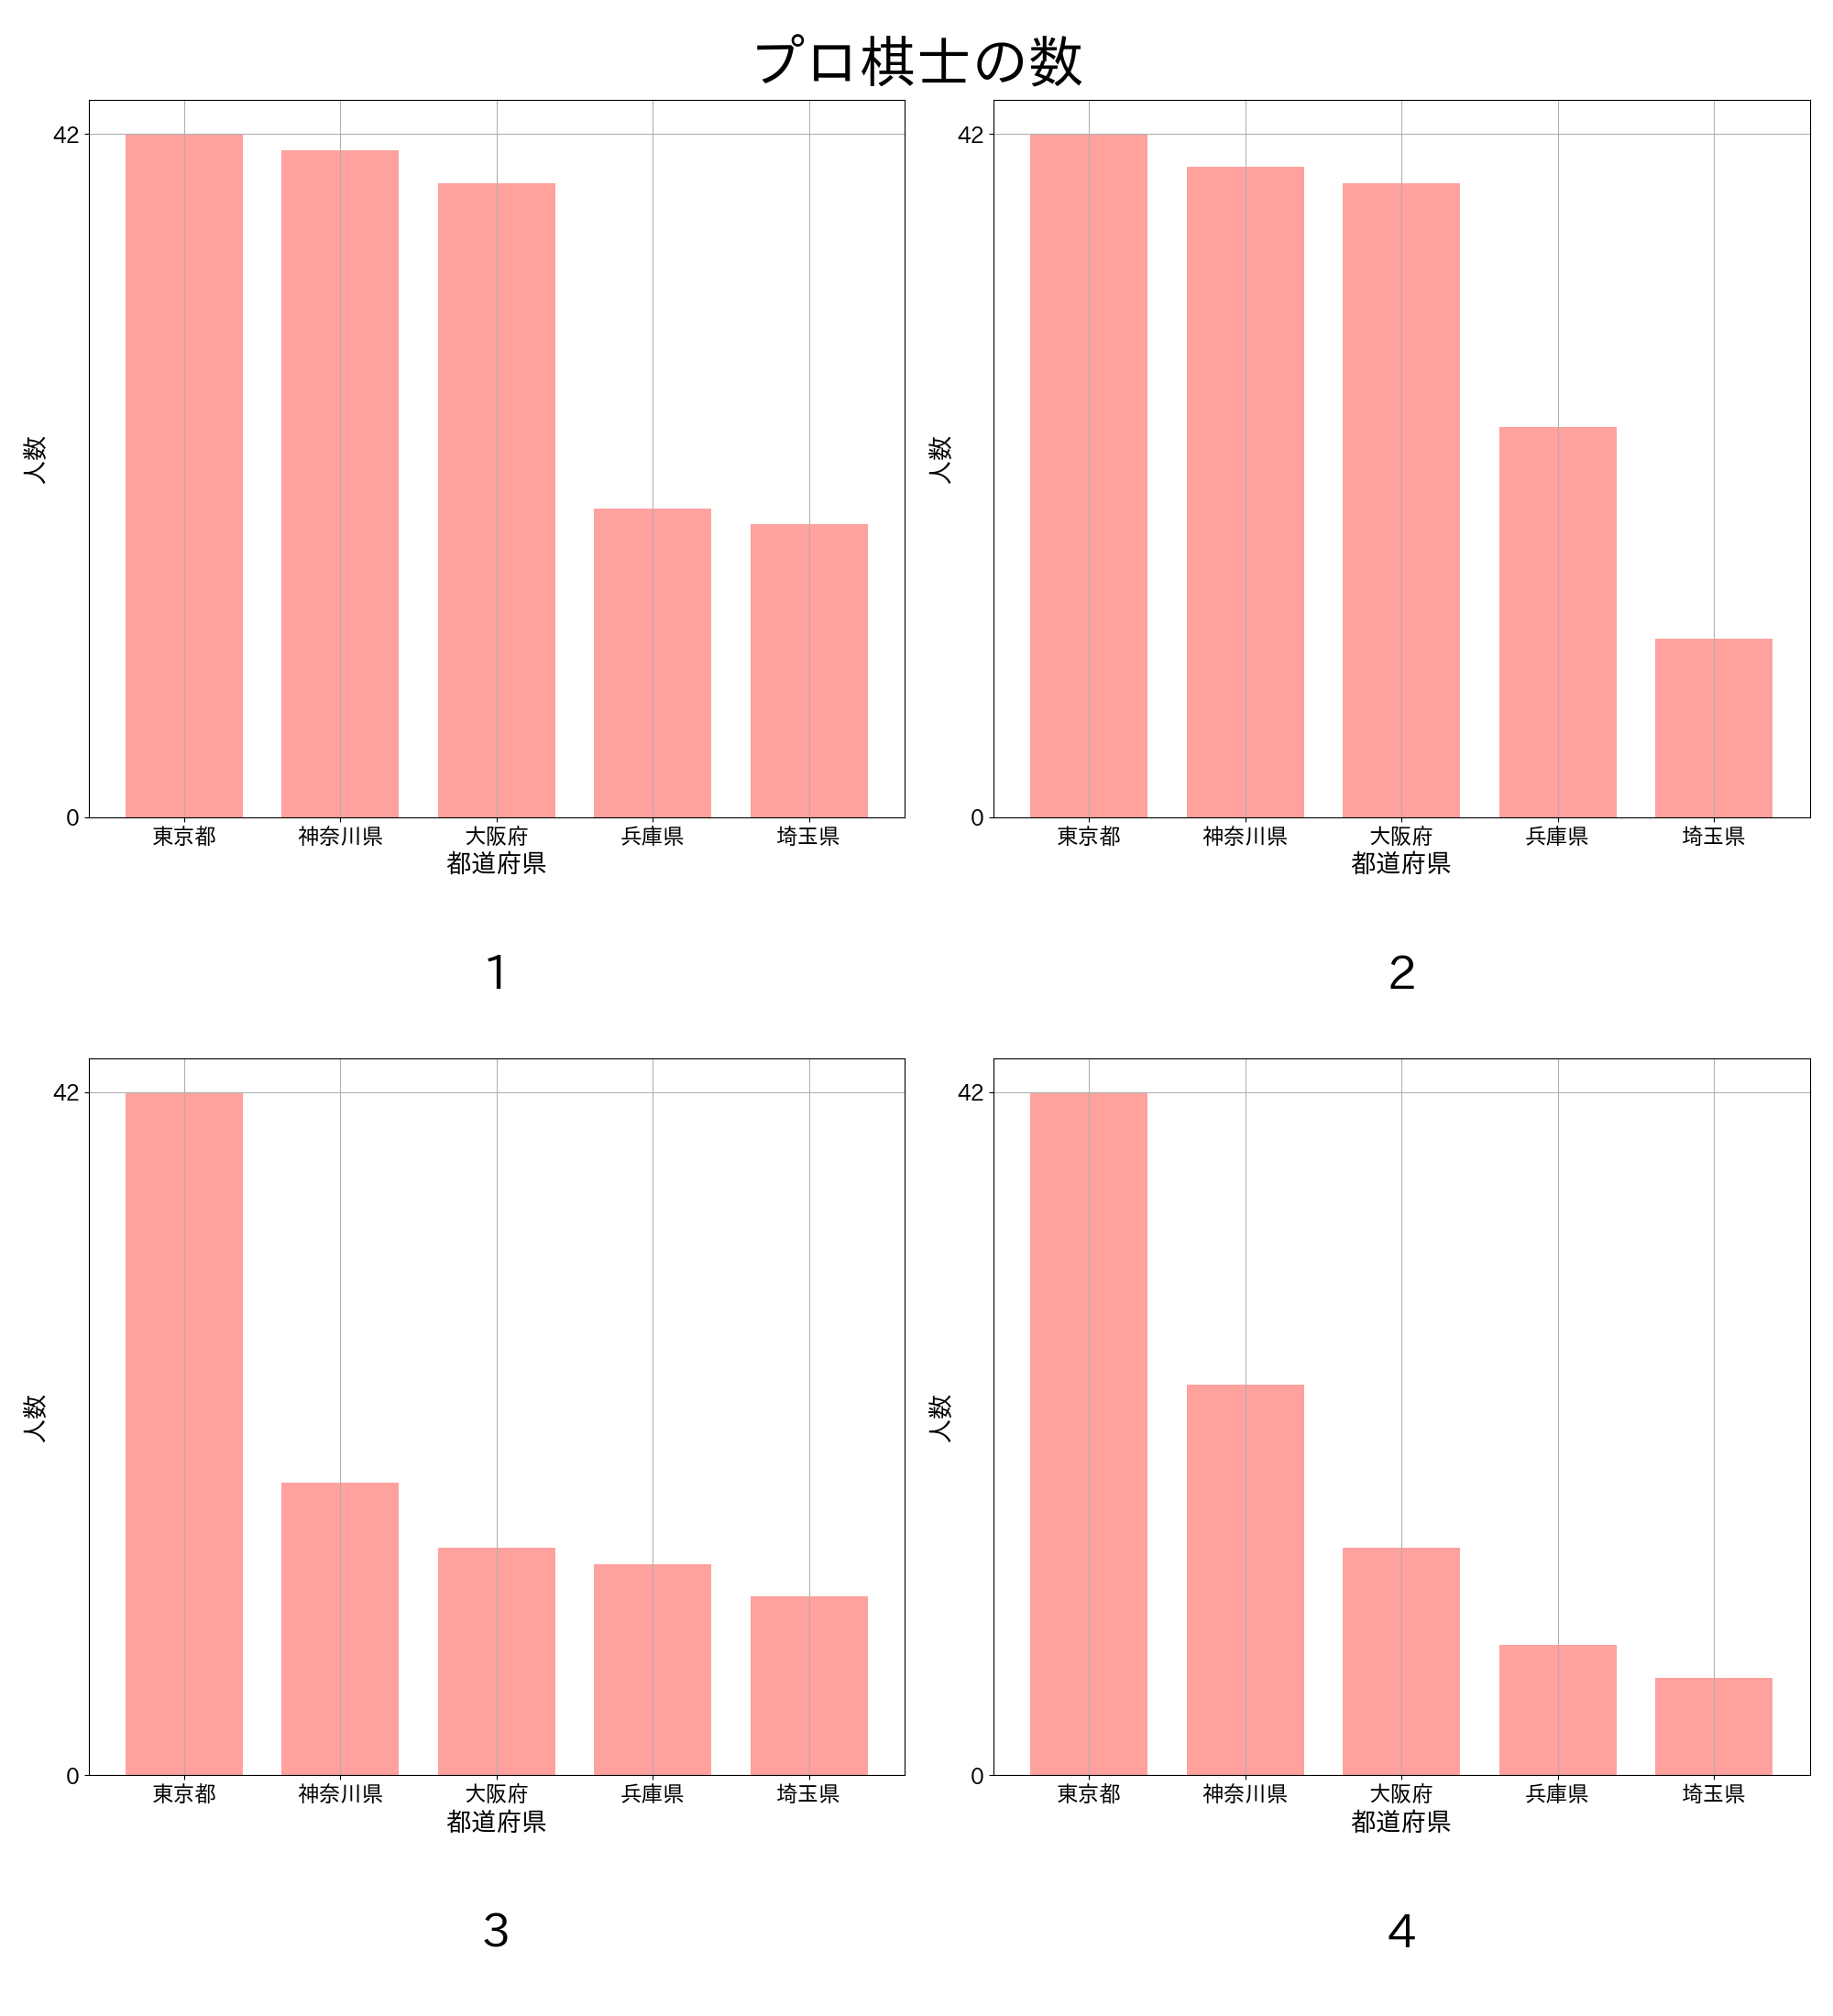 プロ棋士の数
42
0
人数
東京都 神奈川県 大阪府 兵庫県 埼玉県
都道府県
1
42
0
人数
東京都 神奈川県 大阪府 兵庫県 埼玉県
都道府県
2
42
0
人数
東京都 神奈川県 大阪府 兵庫県 埼玉県
都道府県
3
42
0
人数
東京都 神奈川県 大阪府 兵庫県 埼玉県
都道府県
4